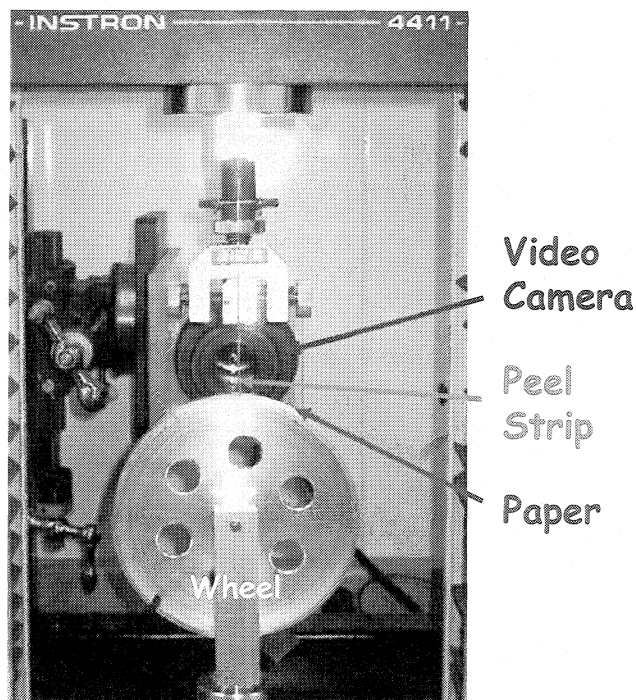 INSTRON 4411
Video
Camera
Peel
Strip
Paper
Wheel